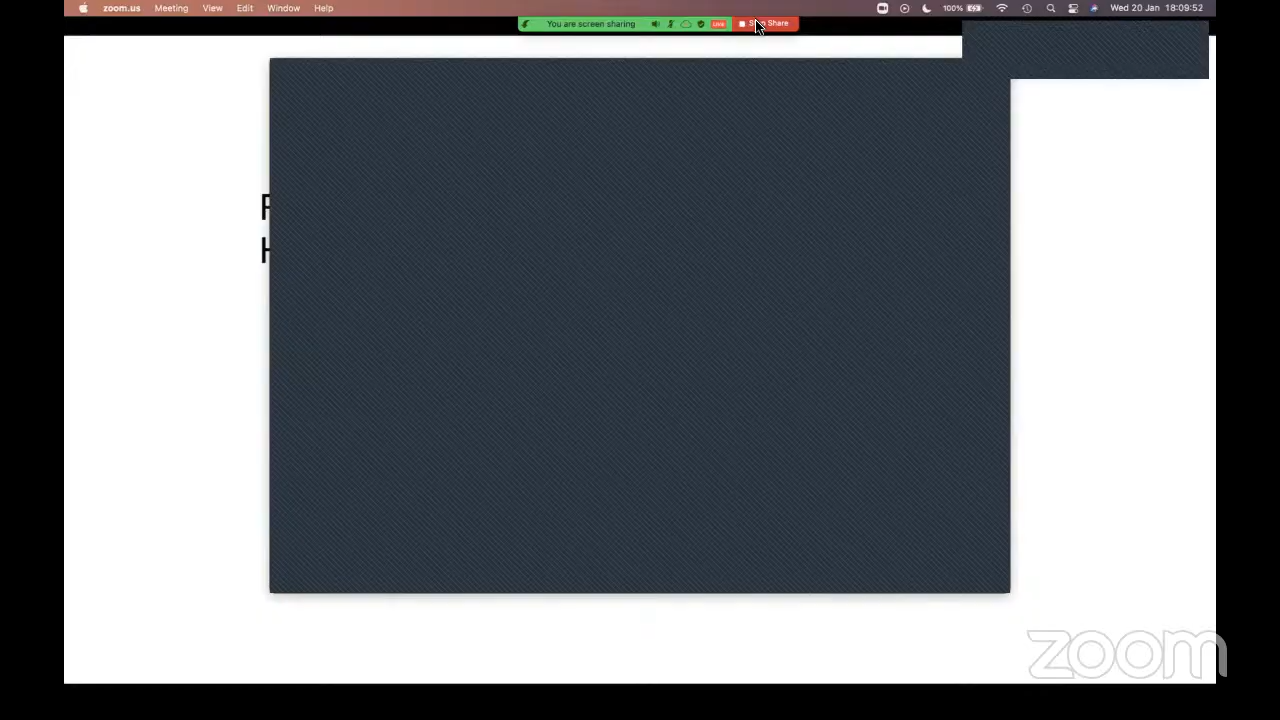 zoom.us Meeting View Edit Window Help 100% Wed 20 Jan 18:09:52
You are screen sharing Live Stop Share
F
H
zoom